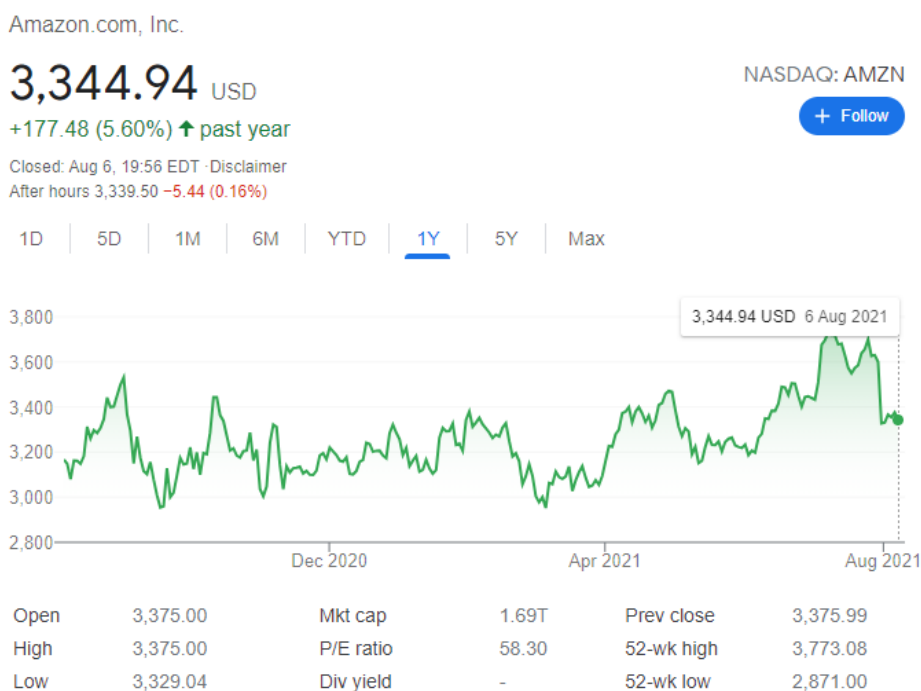 Amazon.com, Inc.
3,344.94 USD
NASDAQ: AMZN
+177.48 (5.60%) ↑ past year
+ Follow
Closed: Aug 6, 19:56 EDT · Disclaimer
After hours 3,339.50 −5.44 (0.16%)
1D 5D 1M 6M YTD 1Y 5Y Max
3,344.94 USD 6 Aug 2021
3,800
3,600
3,400
3,200
3,000
2,800
Dec 2020 Apr 2021 Aug 2021
Open 3,375.00 Mkt cap 1.69T Prev close 3,375.99
High 3,375.00 P/E ratio 58.30 52-wk high 3,773.08
Low 3,329.04 Div yield - 52-wk low 2,871.00